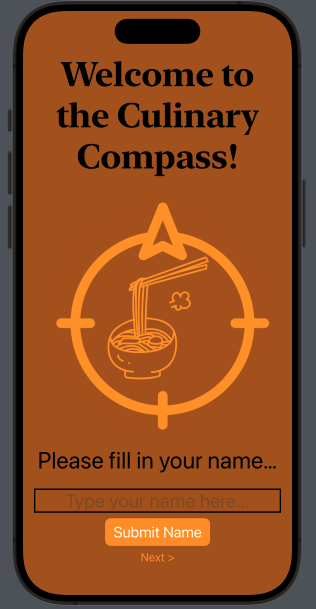 Welcome to
the Culinary
Compass!
Please fill in your name...
Type your name here...
Submit Name
Next >